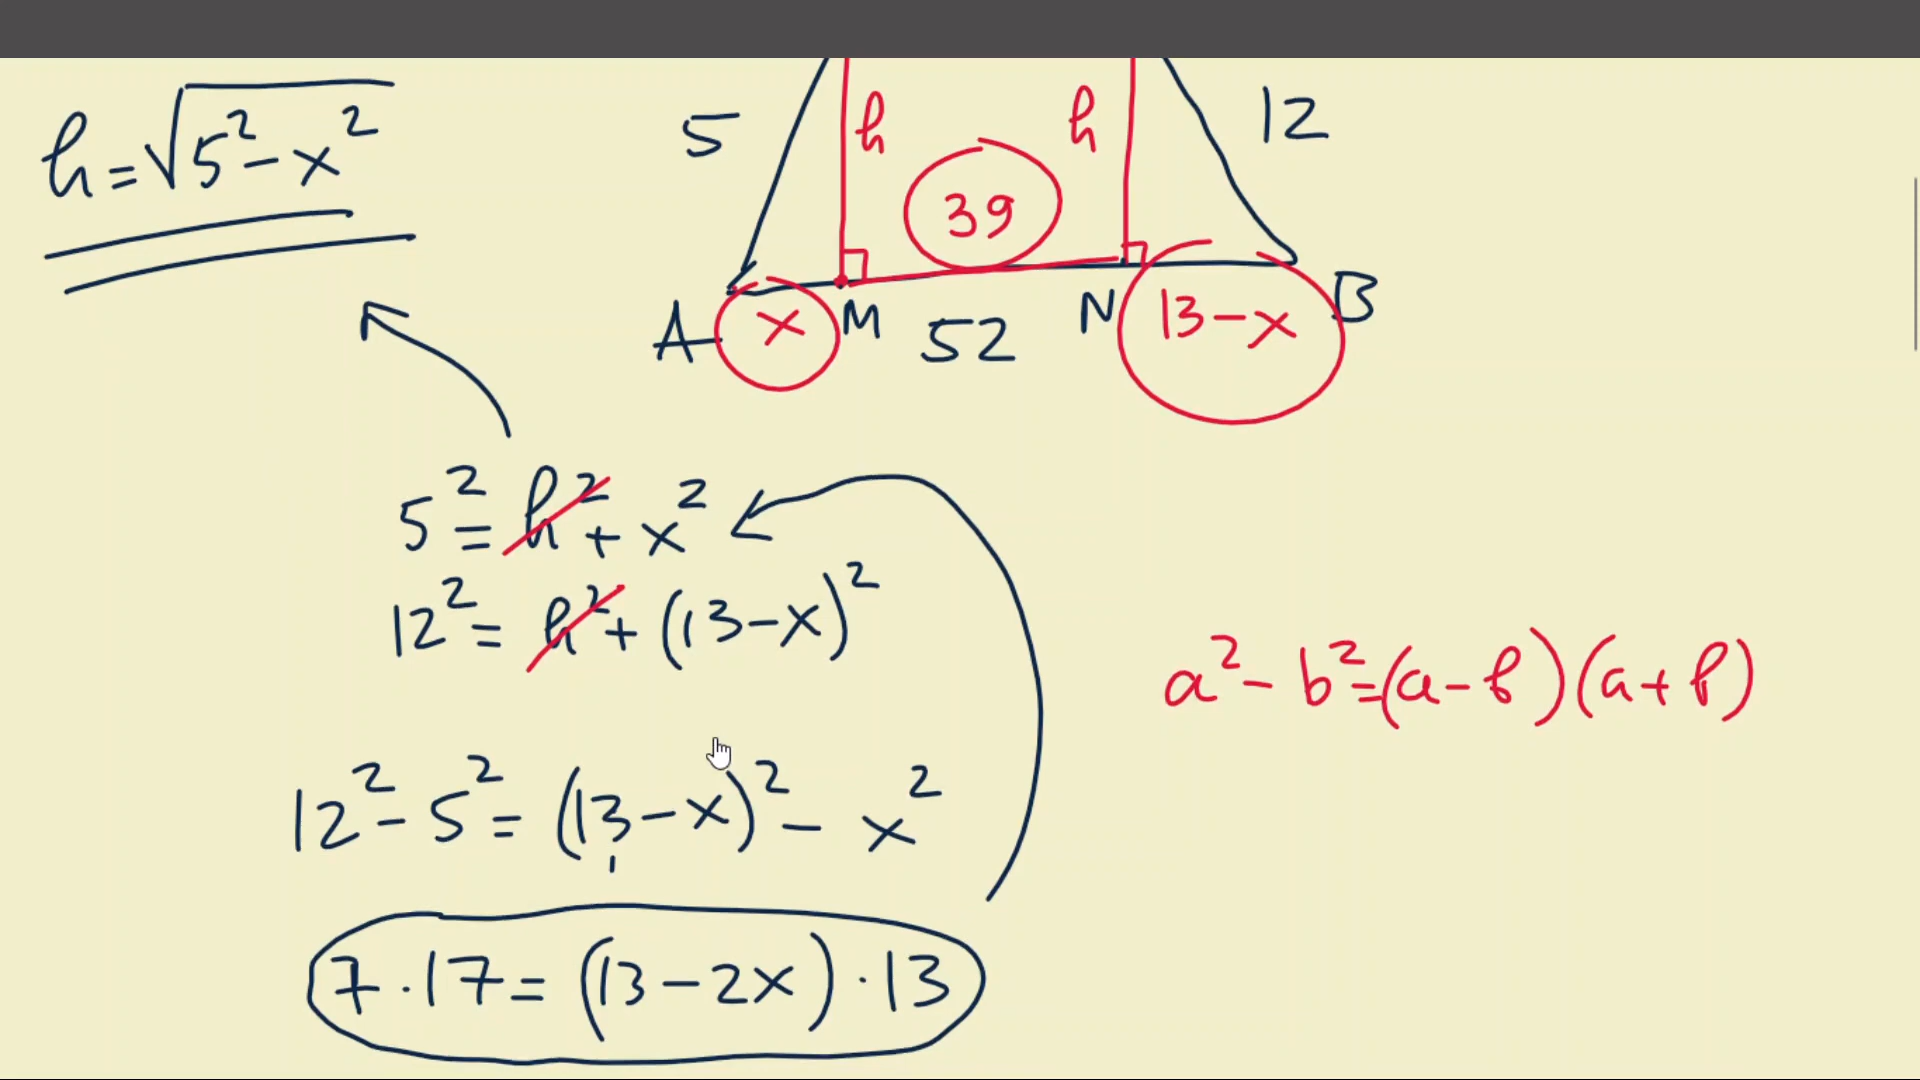 h = √(5² − x²)
5 h h 12
39
A x M 52 N 13 − x B
5² = h² + x²
12² = h² + (13 − x)²
a² − b² = (a − b)(a + b)
12² − 5² = (13 − x)² − x²
7 · 17 = (13 − 2x) · 13